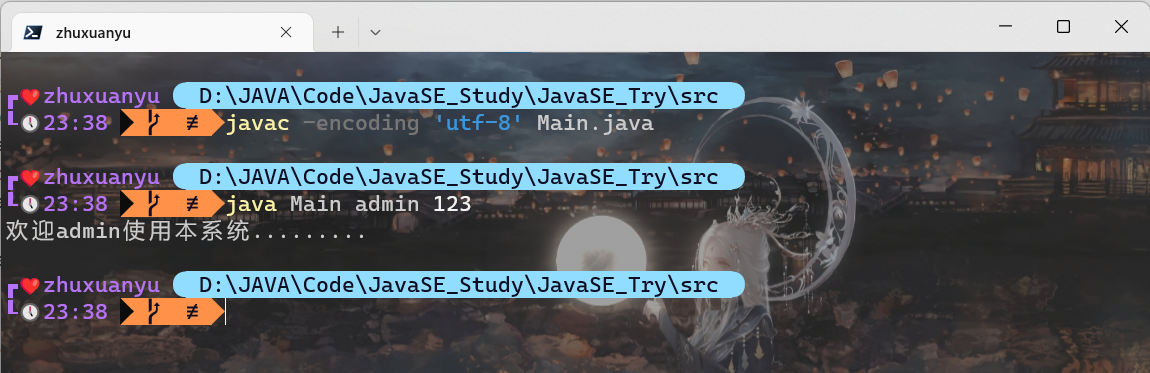 zhuxuanyu
zhuxuanyu D:\JAVA\Code\JavaSE_Study\JavaSE_Try\src
23:38 ≢ javac -encoding 'utf-8' Main.java
zhuxuanyu D:\JAVA\Code\JavaSE_Study\JavaSE_Try\src
23:38 ≢ java Main admin 123
欢迎admin使用本系统.........
zhuxuanyu D:\JAVA\Code\JavaSE_Study\JavaSE_Try\src
23:38 ≢